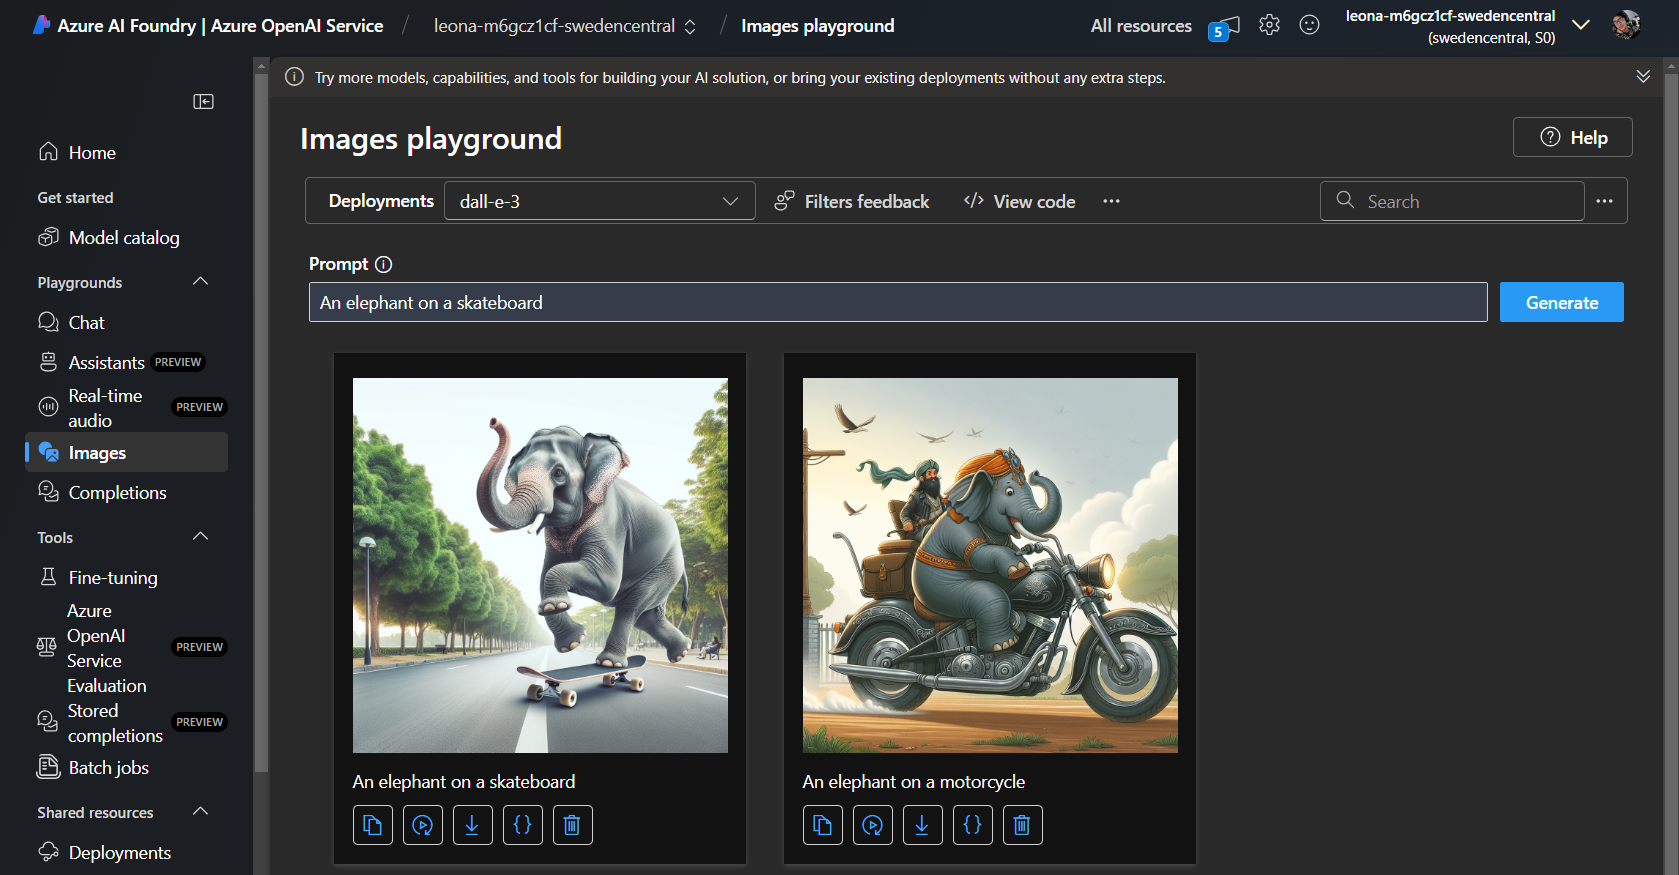 Azure AI Foundry | Azure OpenAI Service / leona-m6gcz1cf-swedencentral / Images playground
All resources
5
leona-m6gcz1cf-swedencentral
(swedencentral, S0)
Try more models, capabilities, and tools for building your AI solution, or bring your existing deployments without any extra steps.
Home
Get started
Model catalog
Playgrounds
Chat
Assistants PREVIEW
Real-time
audio
PREVIEW
Images
Completions
Tools
Fine-tuning
Azure
OpenAI
Service
Evaluation
PREVIEW
Stored
completions
PREVIEW
Batch jobs
Shared resources
Deployments
Images playground
Help
Deployments
dall-e-3
Filters feedback
</> View code
Search
Prompt
An elephant on a skateboard
Generate
An elephant on a skateboard
{}
An elephant on a motorcycle
{}